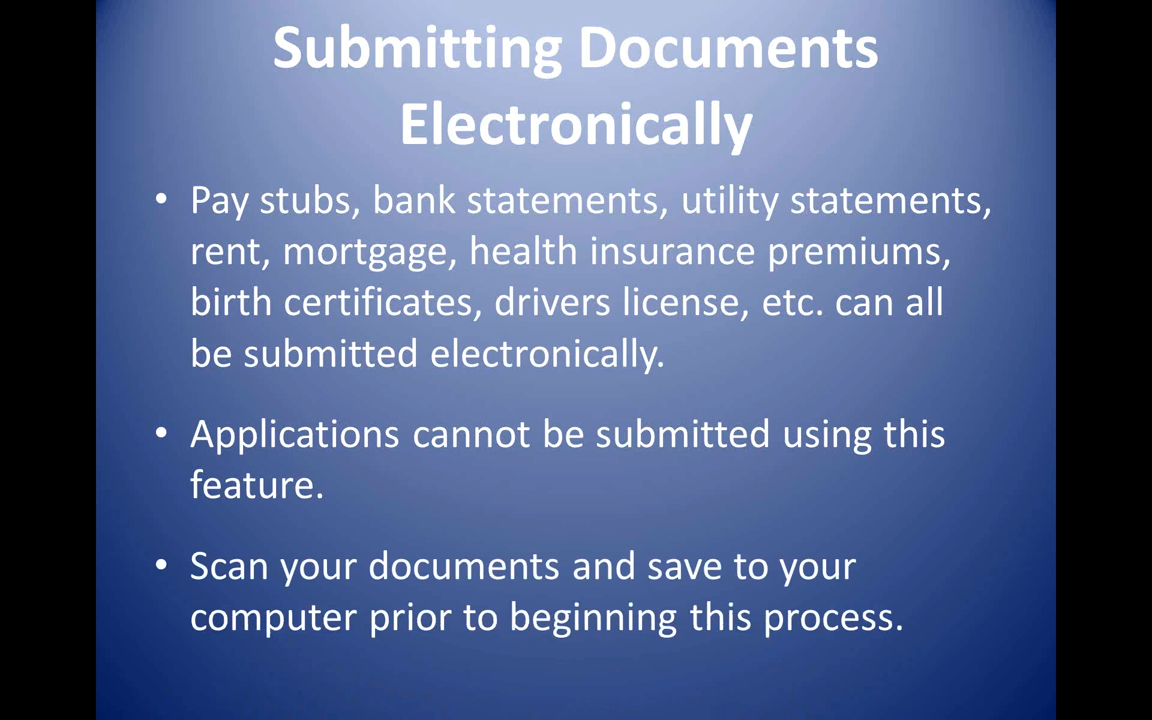 Submitting Documents
Electronically
• Pay stubs, bank statements, utility statements,
rent, mortgage, health insurance premiums,
birth certificates, drivers license, etc. can all
be submitted electronically.
• Applications cannot be submitted using this
feature.
• Scan your documents and save to your
computer prior to beginning this process.